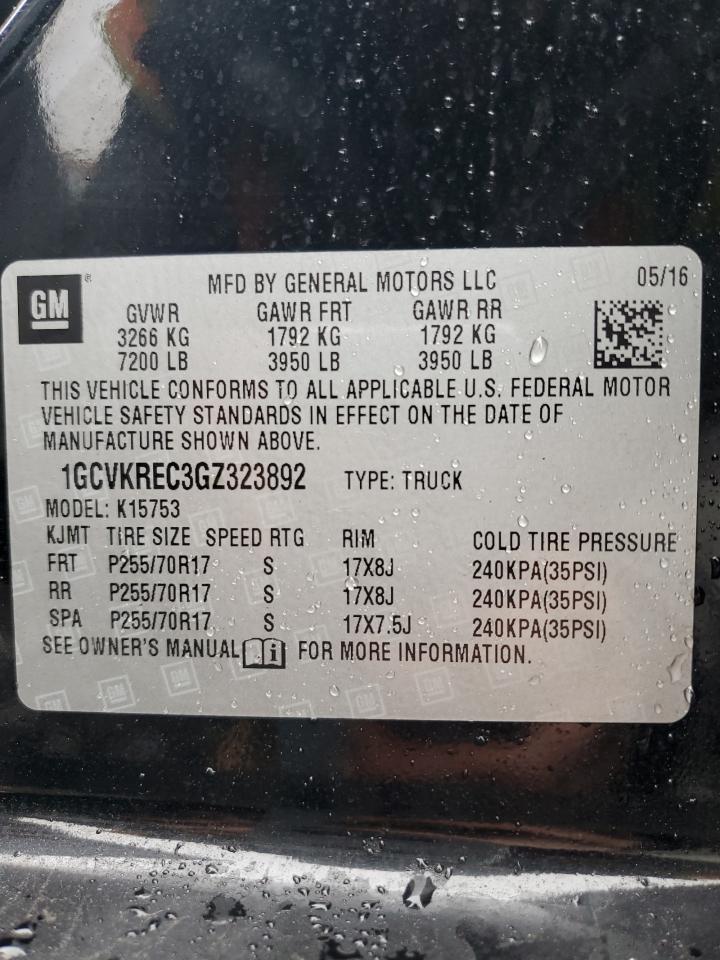 GM ® MFD BY GENERAL MOTORS LLC 05/16
GVWR GAWR FRT GAWR RR
3266 KG 1792 KG 1792 KG
7200 LB 3950 LB 3950 LB
THIS VEHICLE CONFORMS TO ALL APPLICABLE U.S. FEDERAL MOTOR
VEHICLE SAFETY STANDARDS IN EFFECT ON THE DATE OF
MANUFACTURE SHOWN ABOVE.
1GCVKREC3GZ323892 TYPE: TRUCK
MODEL: K15753
KJMT TIRE SIZE SPEED RTG RIM COLD TIRE PRESSURE
FRT P255/70R17 S 17X8J 240KPA(35PSI)
RR P255/70R17 S 17X8J 240KPA(35PSI)
SPA P255/70R17 S 17X7.5J 240KPA(35PSI)
SEE OWNER'S MANUAL i FOR MORE INFORMATION.